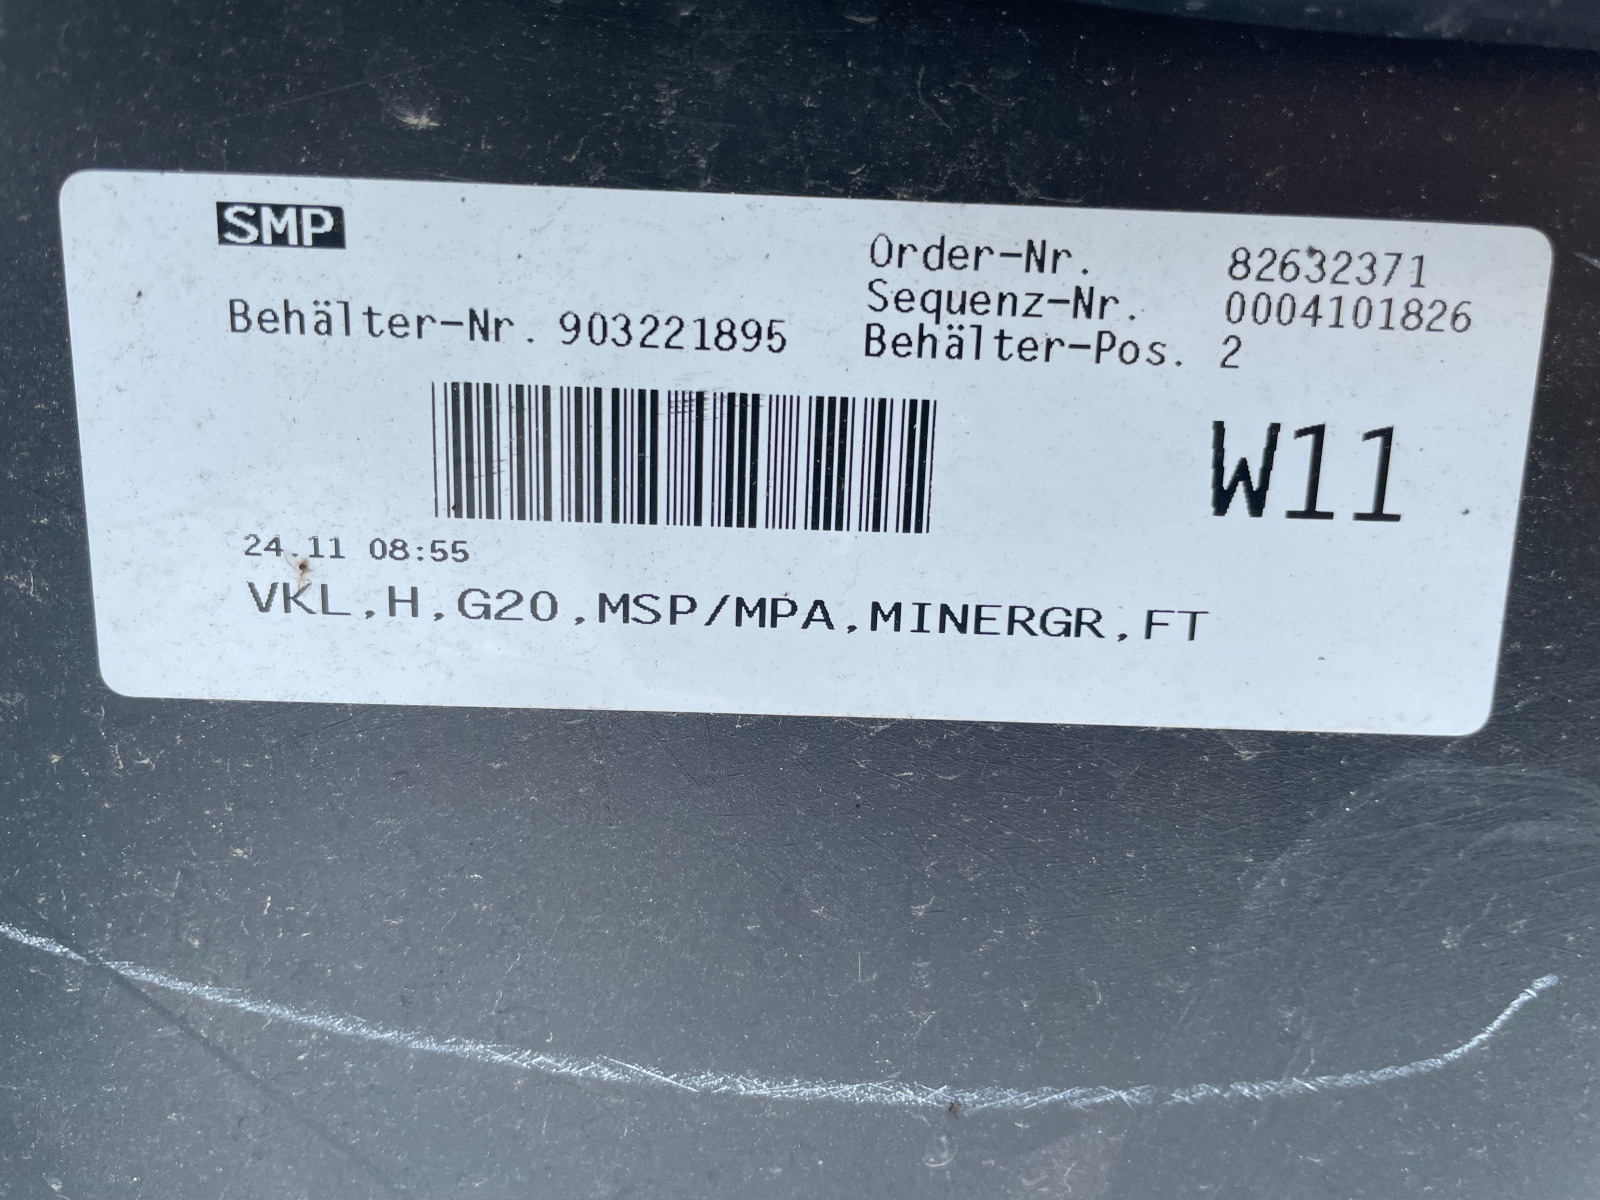 SMP
Order-Nr. 82632371
Sequenz-Nr. 0004101826
Behälter-Nr. 903221895
Behälter-Pos. 2
W11
24.11 08:55
VKL,H,G20,MSP/MPA,MINERGR,FT